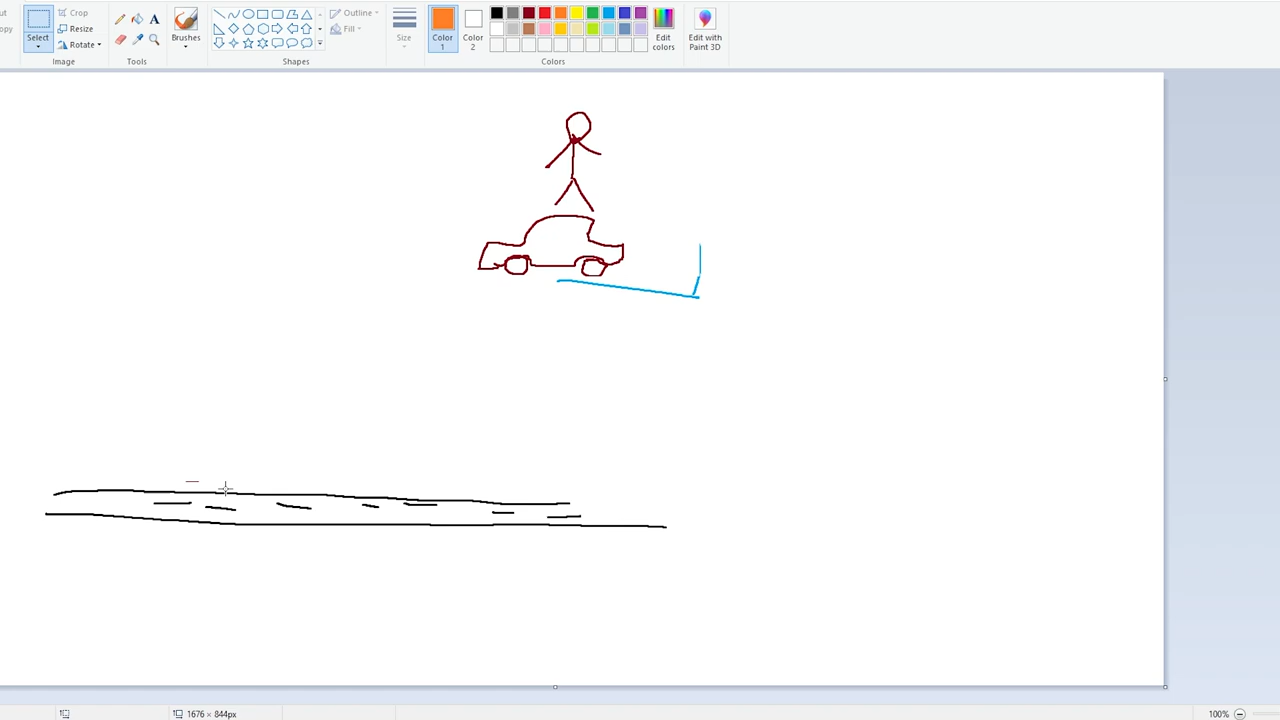 Crop
Outline
Resize
Fill
Select
Rotate
Brushes
Size
Color
1
Color
2
Edit
colors
Edit with
Paint 3D
Image
Tools
Shapes
Colors
1676 × 844px
100%